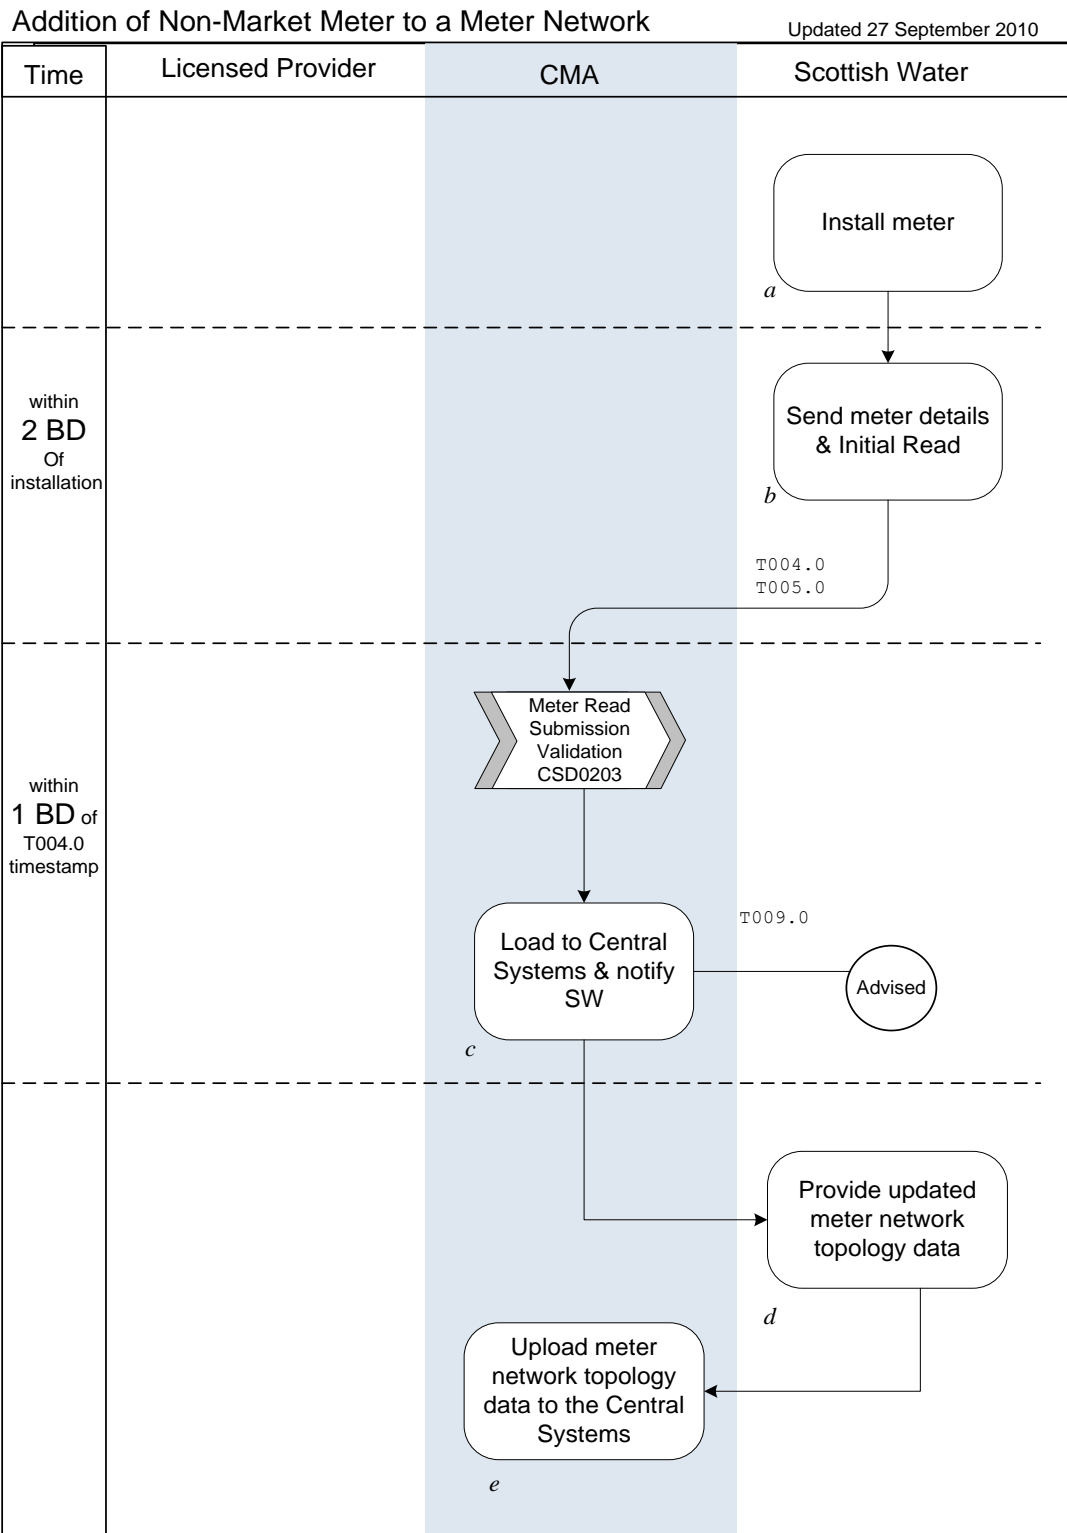 Addition of Non-Market Meter to a Meter Network
Updated 27 September 2010
Time
Licensed Provider
CMA
Scottish Water
Install meter
a
within
2 BD
Of
installation
Send meter details
& Initial Read
b
T004.0
T005.0
Meter Read
Submission
Validation
CSD0203
within
1 BD of
T004.0
timestamp
Load to Central
Systems & notify
SW
c
T009.0
Advised
Provide updated
meter network
topology data
d
Upload meter
network topology
data to the Central
Systems
e